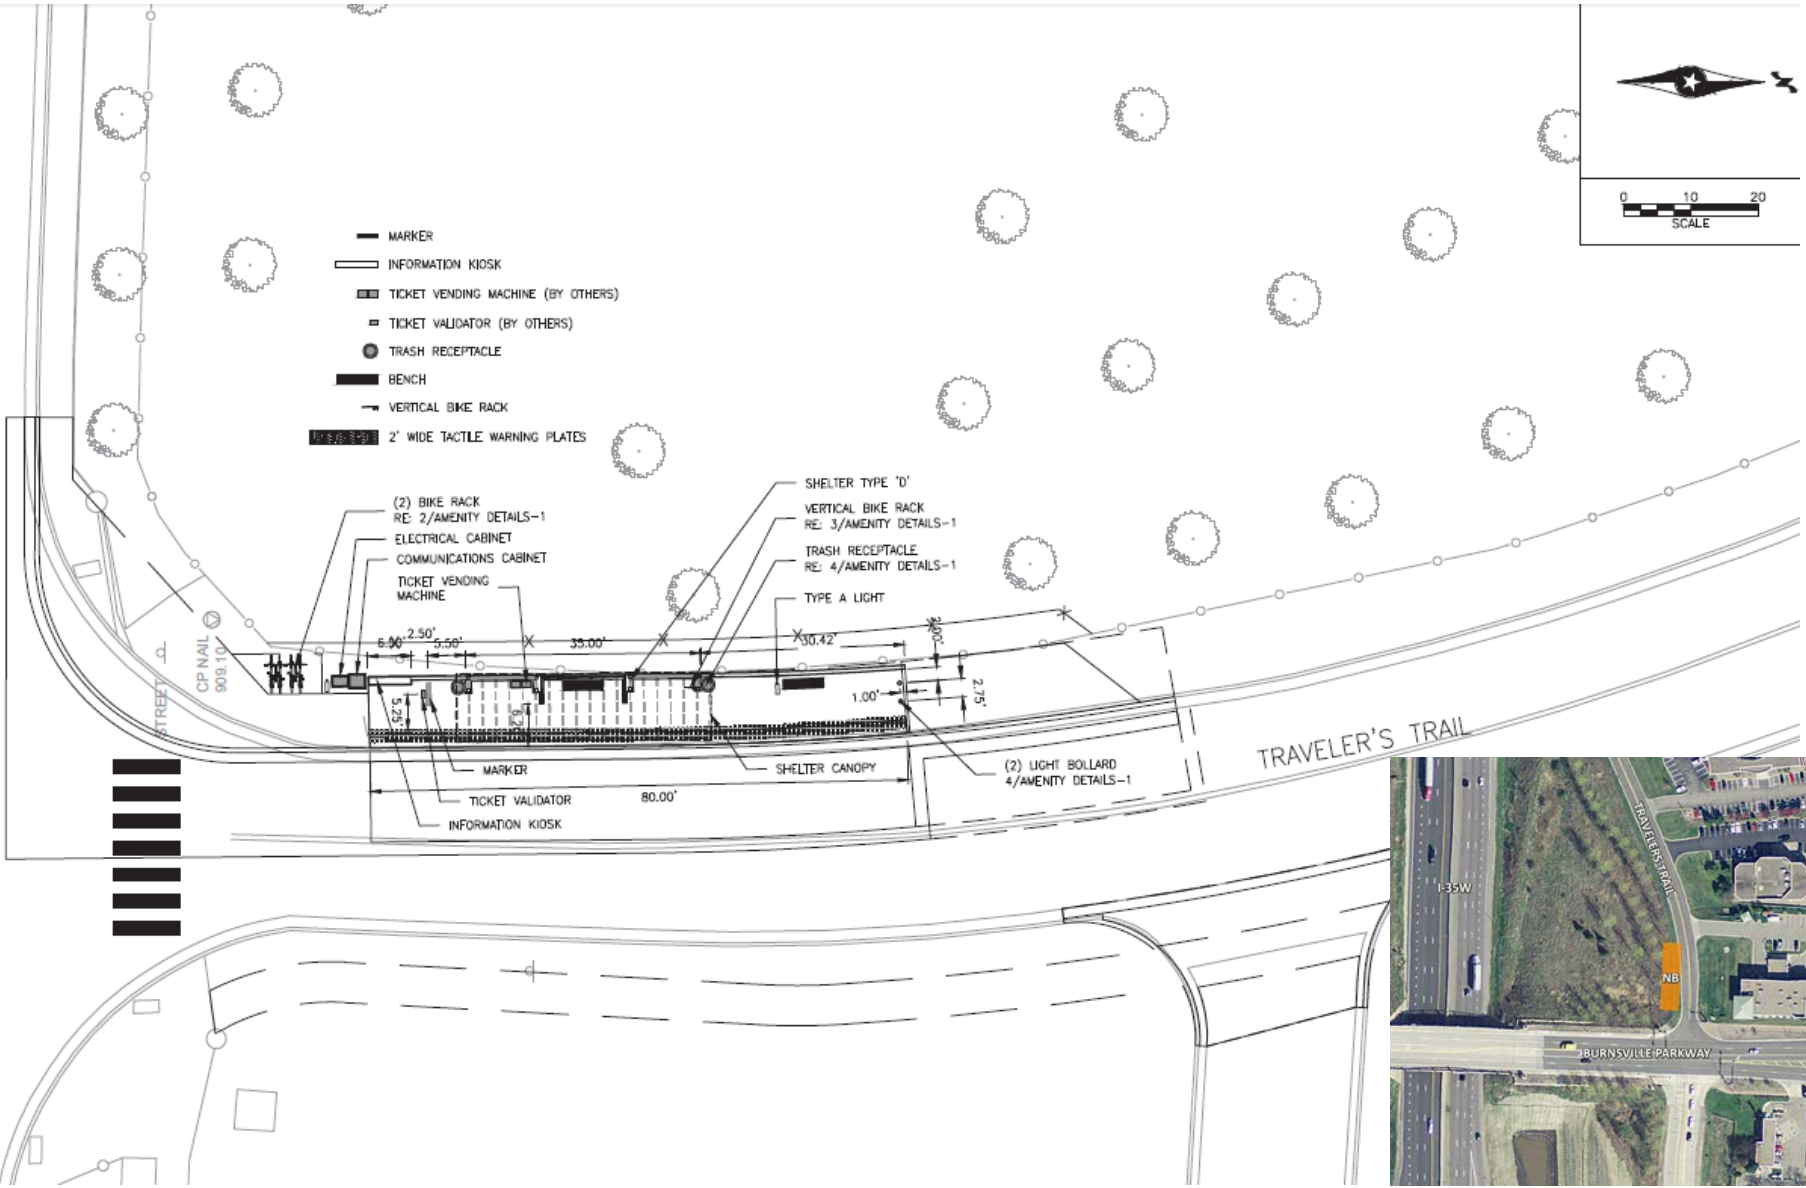 0 10 20
SCALE
MARKER
INFORMATION KIOSK
TICKET VENDING MACHINE (BY OTHERS)
TICKET VALIDATOR (BY OTHERS)
TRASH RECEPTACLE
BENCH
VERTICAL BIKE RACK
2' WIDE TACTILE WARNING PLATES
(2) BIKE RACK
RE: 2/AMENITY DETAILS-1
ELECTRICAL CABINET
COMMUNICATIONS CABINET
TICKET VENDING
MACHINE
SHELTER TYPE 'D'
VERTICAL BIKE RACK
RE: 3/AMENITY DETAILS-1
TRASH RECEPTACLE
RE: 4/AMENITY DETAILS-1
TYPE A LIGHT
2.50'
5.50'
35.00'
30.42'
5.25'
1.00'
2.75'
CP NAIL
909.10
STREET
MARKER
TICKET VALIDATOR
INFORMATION KIOSK
SHELTER CANOPY
80.00'
(2) LIGHT BOLLARD
4/AMENITY DETAILS-1
TRAVELER'S TRAIL
TRAVELERS TRAIL
I-35W
NB
BURNSVILLE PARKWAY